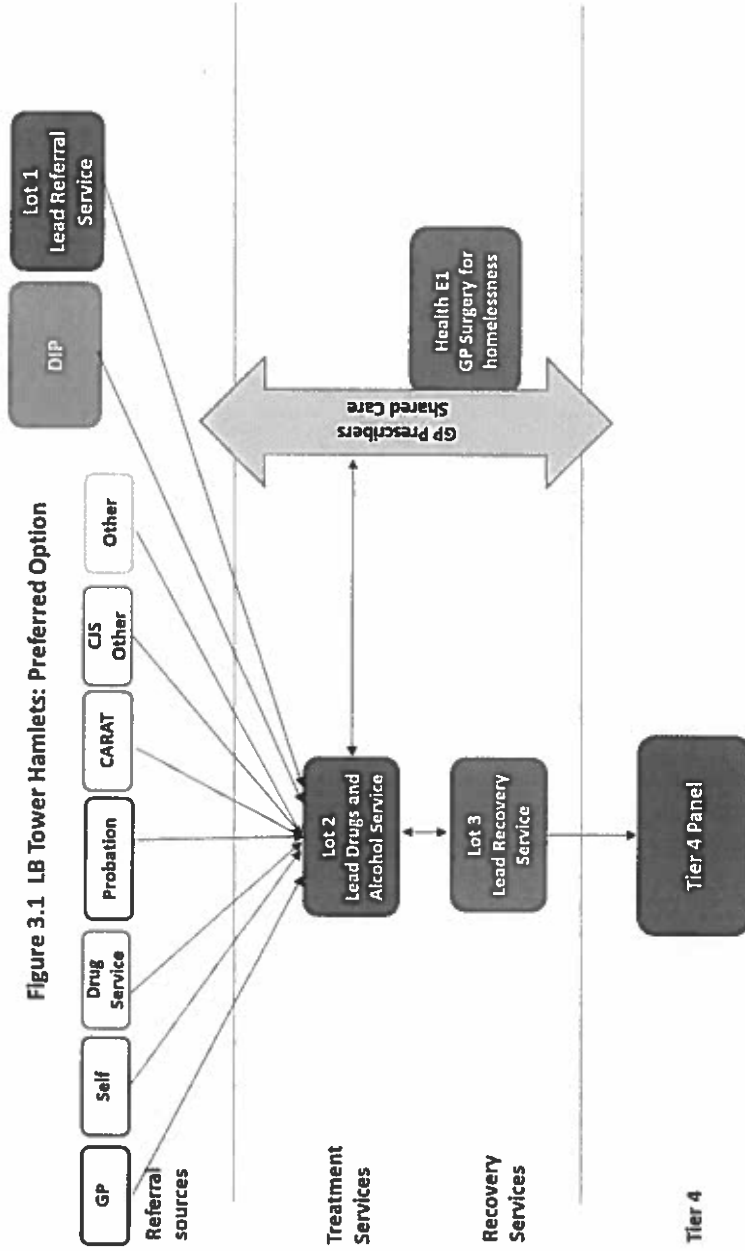 Figure 3.1 LB Tower Hamlets: Preferred Option
GP
Self
Drug
Service
Probation
CARAT
CJS
Other
Other
DIP
Lot 1
Lead Referral
Service
Referral
sources
Treatment
Services
Lot 2
Lead Drugs and
Alcohol Service
GP Prescribers
Shared Care
Health E1
GP Surgery for
homelessness
Recovery
Services
Lot 3
Lead Recovery
Service
Tier 4
Tier 4 Panel